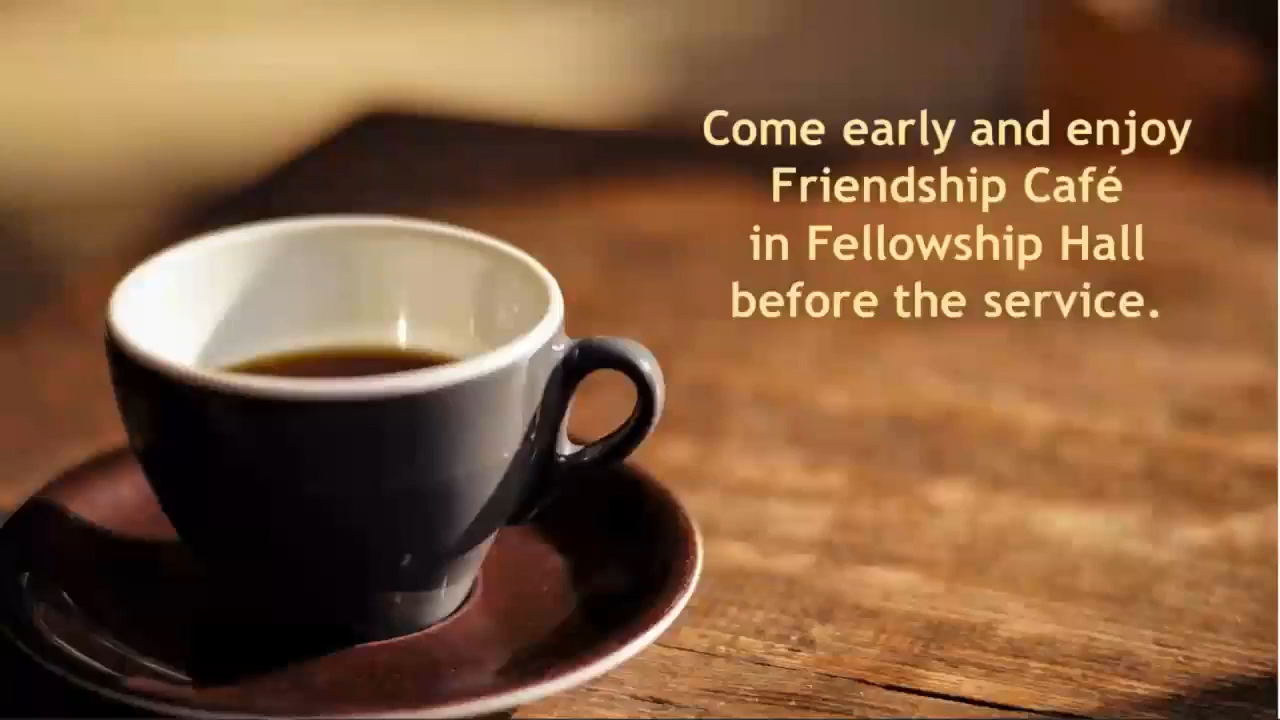 Come early and enjoy
Friendship Café
in Fellowship Hall
before the service.